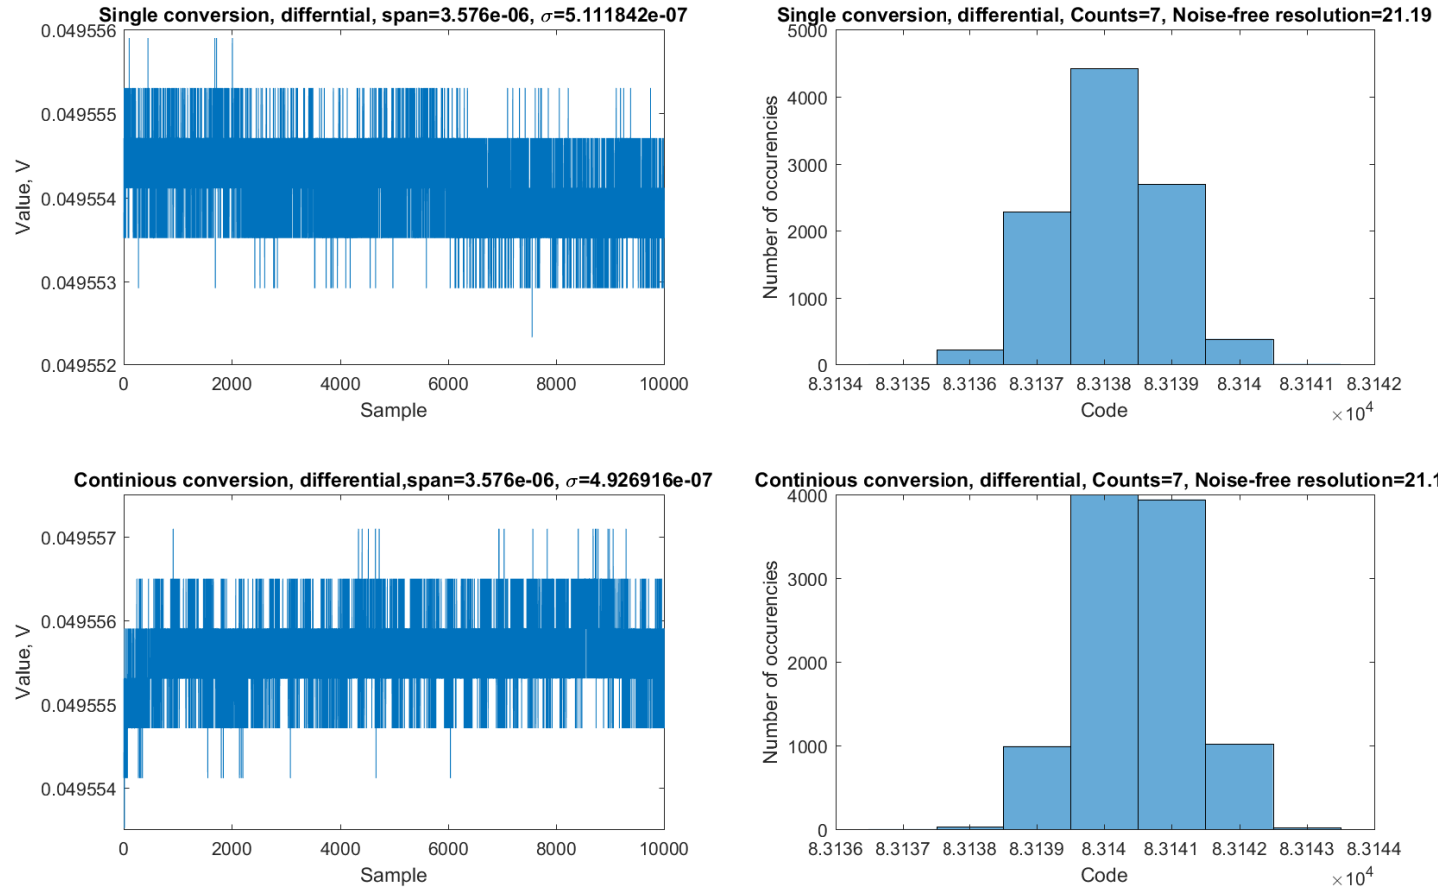 Single conversion, differntial, span=3.576e-06, σ=5.111842e-07
0.049556
0.049555
0.049554
0.049553
0.049552
Value, V
0 2000 4000 6000 8000 10000
Sample
Single conversion, differential, Counts=7, Noise-free resolution=21.19
5000
4000
3000
2000
1000
0
Number of occurencies
8.3134 8.3135 8.3136 8.3137 8.3138 8.3139 8.314 8.3141 8.3142
Code
×10^4
Continious conversion, differential,span=3.576e-06, σ=4.926916e-07
0.049557
0.049556
0.049555
0.049554
Value, V
0 2000 4000 6000 8000 10000
Sample
Continious conversion, differential, Counts=7, Noise-free resolution=21.1
4000
3000
2000
1000
0
Number of occurencies
8.3136 8.3137 8.3138 8.3139 8.314 8.3141 8.3142 8.3143 8.3144
Code
×10^4